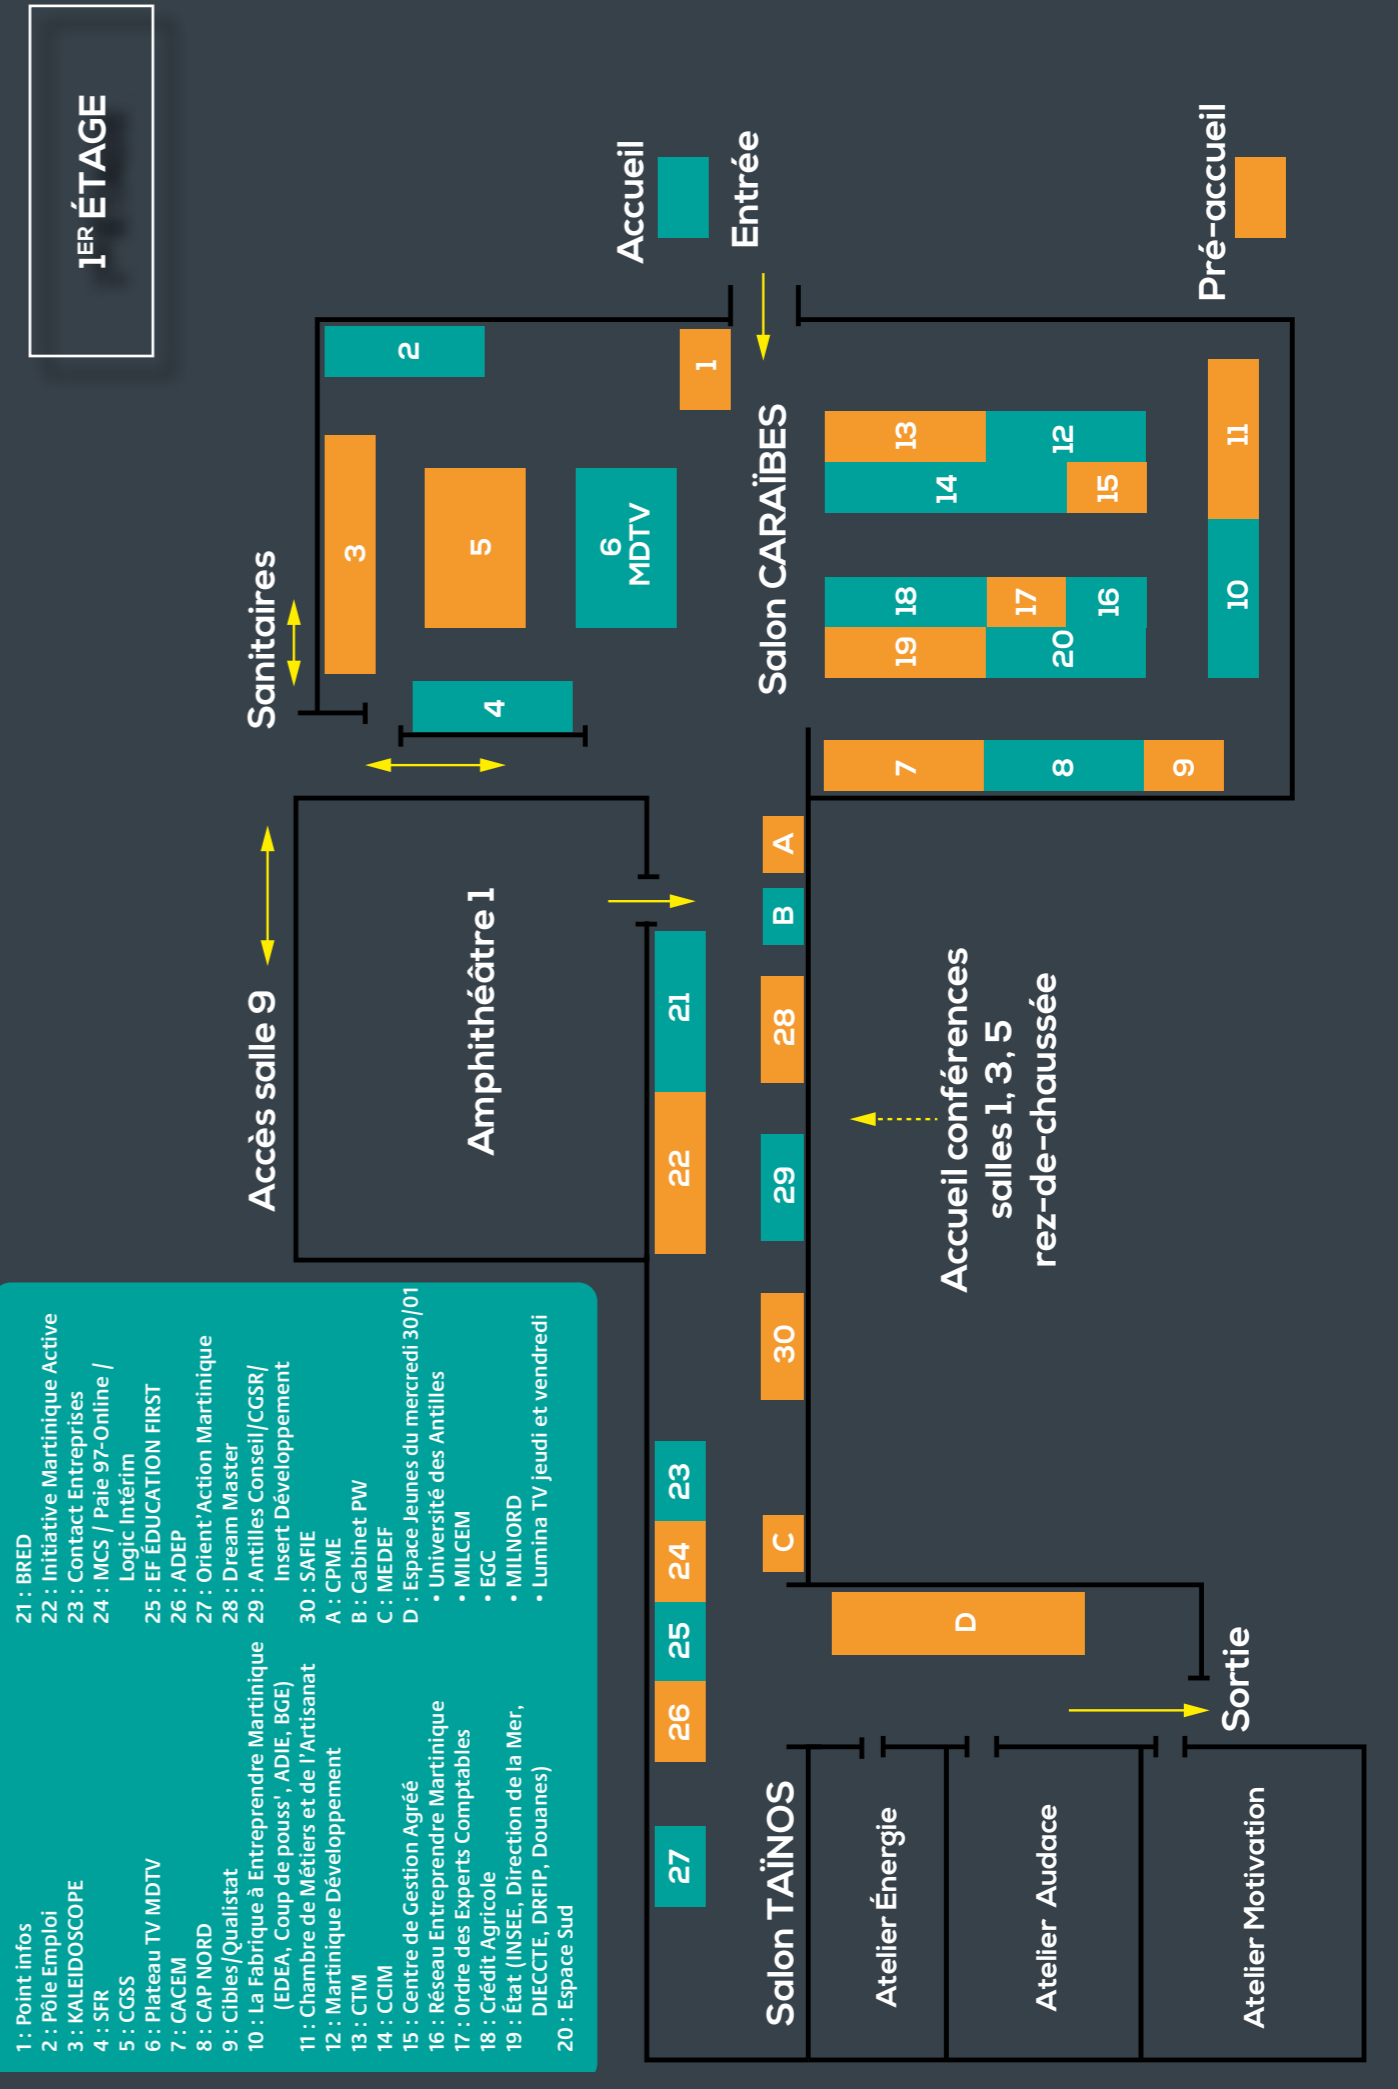 1ER ÉTAGE
Accueil
Entrée
Pré-accueil
Sanitaires
2
1
3
5
6
MDTV
4
Salon CARAÏBES
13
12
14
15
11
18
17
16
19
20
10
7
8
9
Accès salle 9
Amphithéâtre 1
A
B
21
28
22
29
30
Accueil conférences
salles 1, 3, 5
rez-de-chaussée
23
24
25
26
27
C
D
Sortie
Salon TAÏNOS
Atelier Énergie
Atelier Audace
Atelier Motivation
1 : Point infos
2 : Pôle Emploi
3 : KALEIDOSCOPE
4 : SFR
5 : CGSS
6 : Plateau TV MDTV
7 : CACEM
8 : CAP NORD
9 : Cibles/Qualistat
10 : La Fabrique à Entreprendre Martinique
(EDEA, Coup de pouss', ADIE, BGE)
11 : Chambre de Métiers et de l'Artisanat
12 : Martinique Développement
13 : CTM
14 : CCIM
15 : Centre de Gestion Agréé
16 : Réseau Entreprendre Martinique
17 : Ordre des Experts Comptables
18 : Crédit Agricole
19 : État (INSEE, Direction de la Mer,
DIECCTE, DRFIP, Douanes)
20 : Espace Sud
21 : BRED
22 : Initiative Martinique Active
23 : Contact Entreprises
24 : MCS / Paie 97-Online /
Logic Intérim
25 : EF ÉDUCATION FIRST
26 : ADEP
27 : Orient'Action Martinique
28 : Dream Master
29 : Antilles Conseil/CGSR/
Insert Développement
30 : SAFIE
A : CPME
B : Cabinet PW
C : MEDEF
D : Espace Jeunes du mercredi 30/01
• Université des Antilles
• MILCEM
• EGC
• MILNORD
• Lumina TV jeudi et vendredi